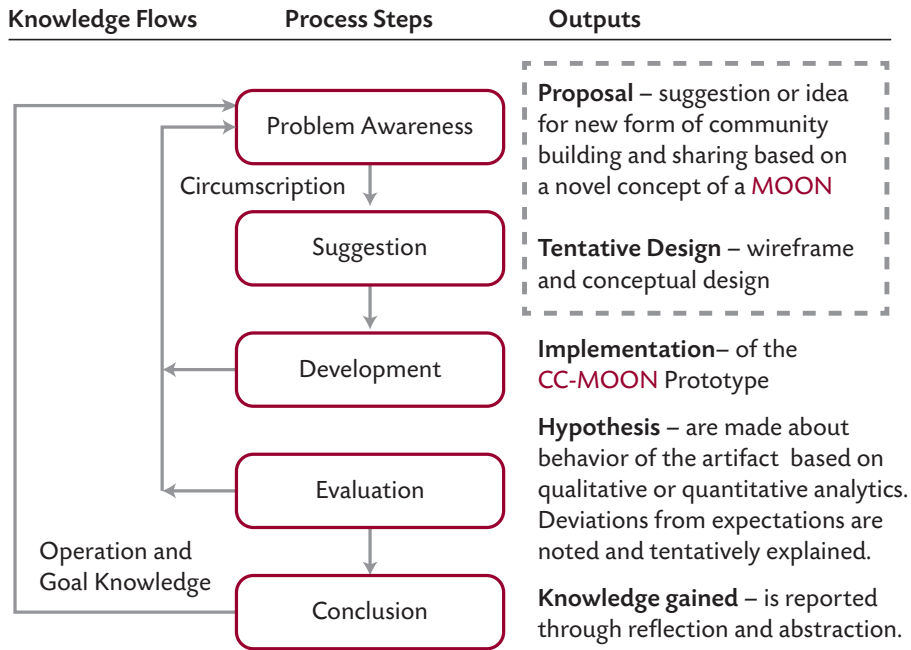 Knowledge Flows Process Steps Outputs
Problem Awareness
Circumscription
Suggestion
Development
Evaluation
Operation and
Goal Knowledge
Conclusion
Proposal – suggestion or idea
for new form of community
building and sharing based on
a novel concept of a MOON
Tentative Design – wireframe
and conceptual design
Implementation– of the
CC-MOON Prototype
Hypothesis – are made about
behavior of the artifact based on
qualitative or quantitative analytics.
Deviations from expectations are
noted and tentatively explained.
Knowledge gained – is reported
through reflection and abstraction.